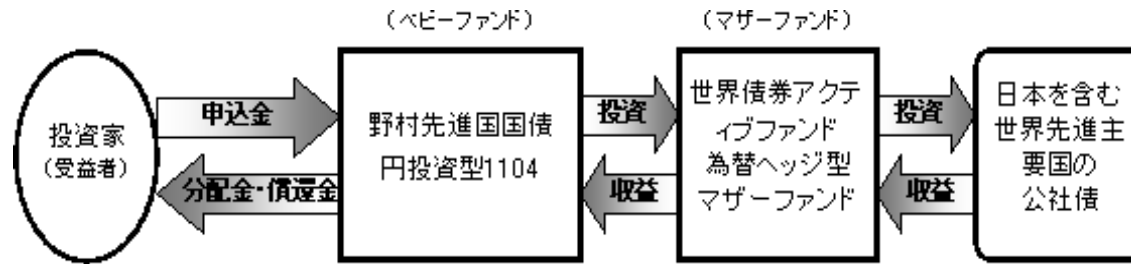 （ベビーファンド）
（マザーファンド）
投資家
（受益者）
申込金
分配金・償還金
野村先進国国債
円投資型1104
投資
収益
世界債券アクテ
ィブファンド
為替ヘッジ型
マザーファンド
投資
収益
日本を含む
世界先進主
要国の
公社債